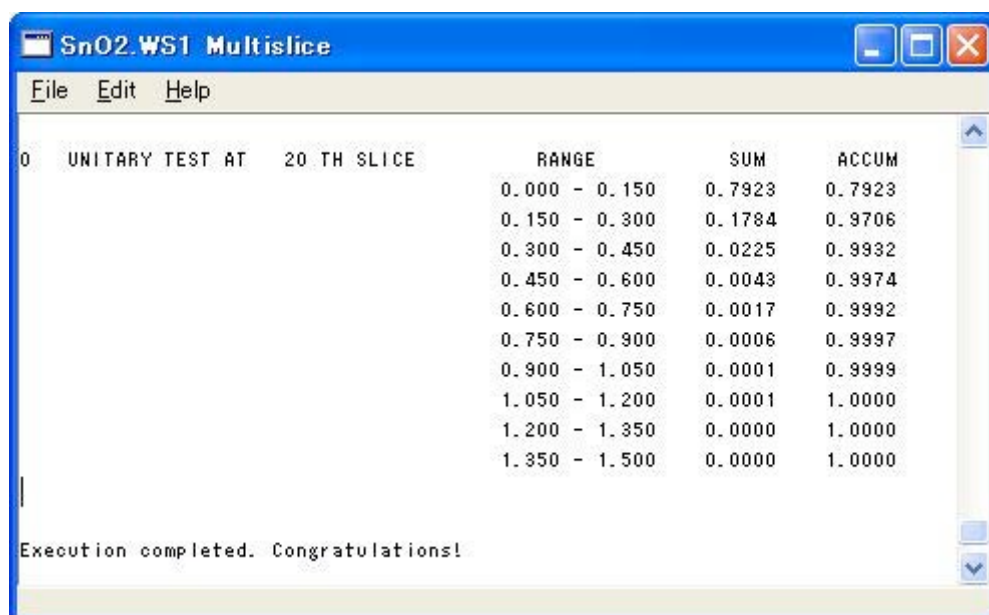 SnO2.WS1 Multislice
File Edit Help
0 UNITARY TEST AT 20 TH SLICE RANGE SUM ACCUM
0.000 - 0.150 0.7923 0.7923
0.150 - 0.300 0.1784 0.9706
0.300 - 0.450 0.0225 0.9932
0.450 - 0.600 0.0043 0.9974
0.600 - 0.750 0.0017 0.9992
0.750 - 0.900 0.0006 0.9997
0.900 - 1.050 0.0001 0.9999
1.050 - 1.200 0.0001 1.0000
1.200 - 1.350 0.0000 1.0000
1.350 - 1.500 0.0000 1.0000
Execution completed. Congratulations!